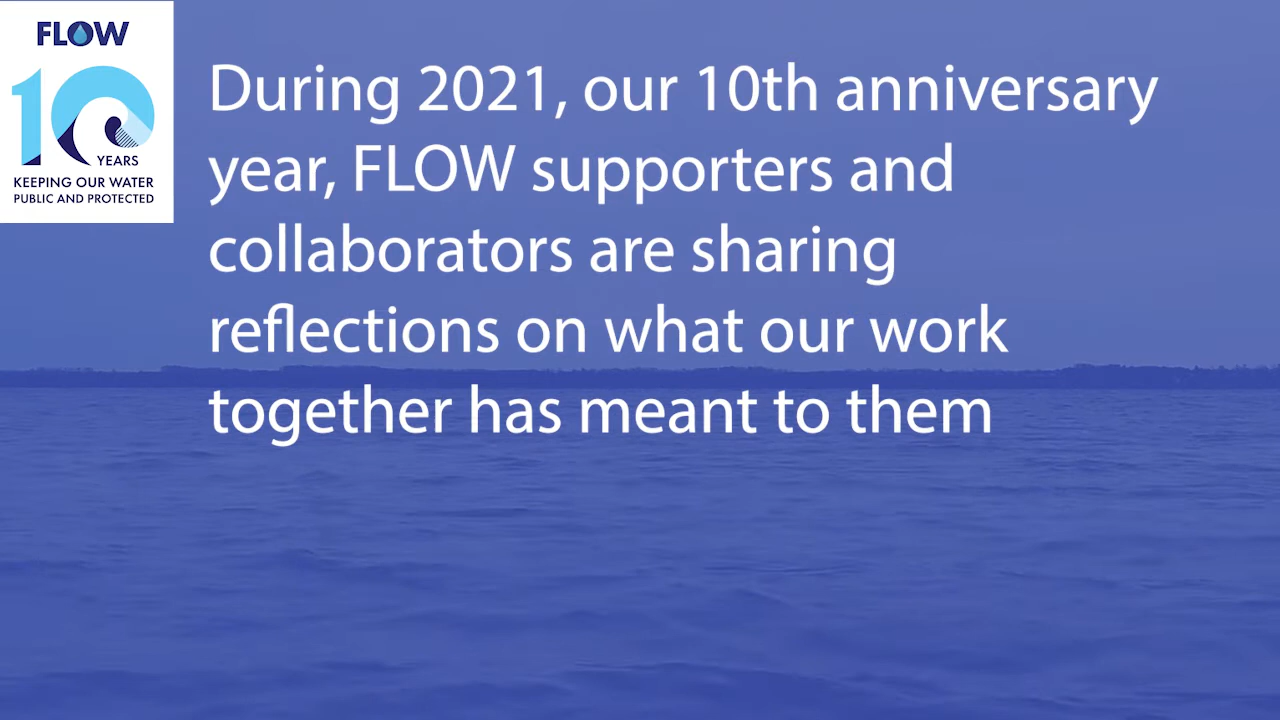 FLOW
10
YEARS
KEEPING OUR WATER
PUBLIC AND PROTECTED
During 2021, our 10th anniversary
year, FLOW supporters and
collaborators are sharing
reflections on what our work
together has meant to them